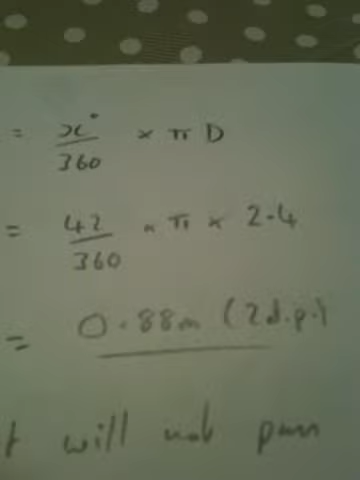 = x° / 360 × π D
= 42 / 360 × π × 2.4
= 0.88m (2d.p.)
t will not pass